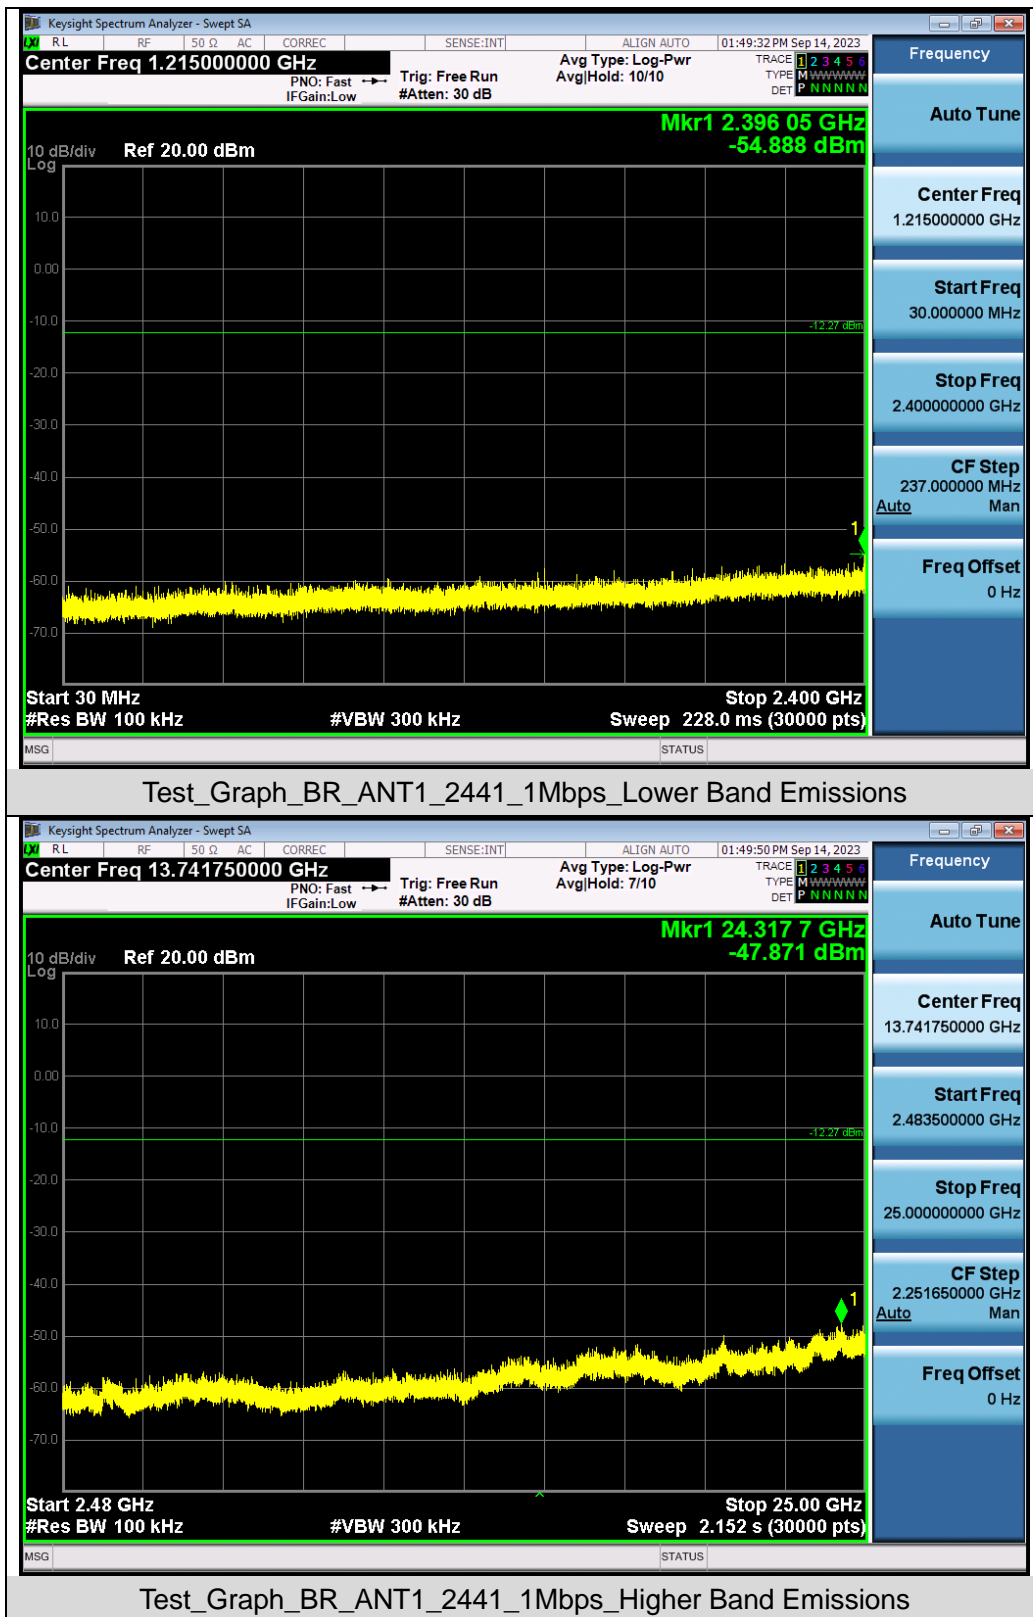 Keysight Spectrum Analyzer - Swept SA
LXI RL RF 50 Ω AC CORREC SENSE:INT ALIGN AUTO 01:49:32 PM Sep 14, 2023
Center Freq 1.215000000 GHz
PNO: Fast
IFGain:Low
Trig: Free Run
#Atten: 30 dB
Avg Type: Log-Pwr
Avg|Hold: 10/10
TRACE 1 2 3 4 5 6
TYPE M WWWWW
DET P N N N N N
Mkr1 2.396 05 GHz
-54.888 dBm
10 dB/div Ref 20.00 dBm
Log
10.0
0.00
-10.0
-12.27 dBm
-20.0
-30.0
-40.0
-50.0
1
-60.0
-70.0
Start 30 MHz Stop 2.400 GHz
#Res BW 100 kHz #VBW 300 kHz Sweep 228.0 ms (30000 pts)
MSG STATUS
Frequency
Auto Tune
Center Freq
1.215000000 GHz
Start Freq
30.000000 MHz
Stop Freq
2.400000000 GHz
CF Step
237.000000 MHz
Auto Man
Freq Offset
0 Hz
Test_Graph_BR_ANT1_2441_1Mbps_Lower Band Emissions
Keysight Spectrum Analyzer - Swept SA
LXI RL RF 50 Ω AC CORREC SENSE:INT ALIGN AUTO 01:49:50 PM Sep 14, 2023
Center Freq 13.741750000 GHz
PNO: Fast
IFGain:Low
Trig: Free Run
#Atten: 30 dB
Avg Type: Log-Pwr
Avg|Hold: 7/10
TRACE 1 2 3 4 5 6
TYPE M WWWWW
DET P N N N N N
Mkr1 24.317 7 GHz
-47.871 dBm
10 dB/div Ref 20.00 dBm
Log
10.0
0.00
-10.0
-12.27 dBm
-20.0
-30.0
-40.0
1
-50.0
-60.0
-70.0
Start 2.48 GHz Stop 25.00 GHz
#Res BW 100 kHz #VBW 300 kHz Sweep 2.152 s (30000 pts)
MSG STATUS
Frequency
Auto Tune
Center Freq
13.741750000 GHz
Start Freq
2.483500000 GHz
Stop Freq
25.000000000 GHz
CF Step
2.251650000 GHz
Auto Man
Freq Offset
0 Hz
Test_Graph_BR_ANT1_2441_1Mbps_Higher Band Emissions